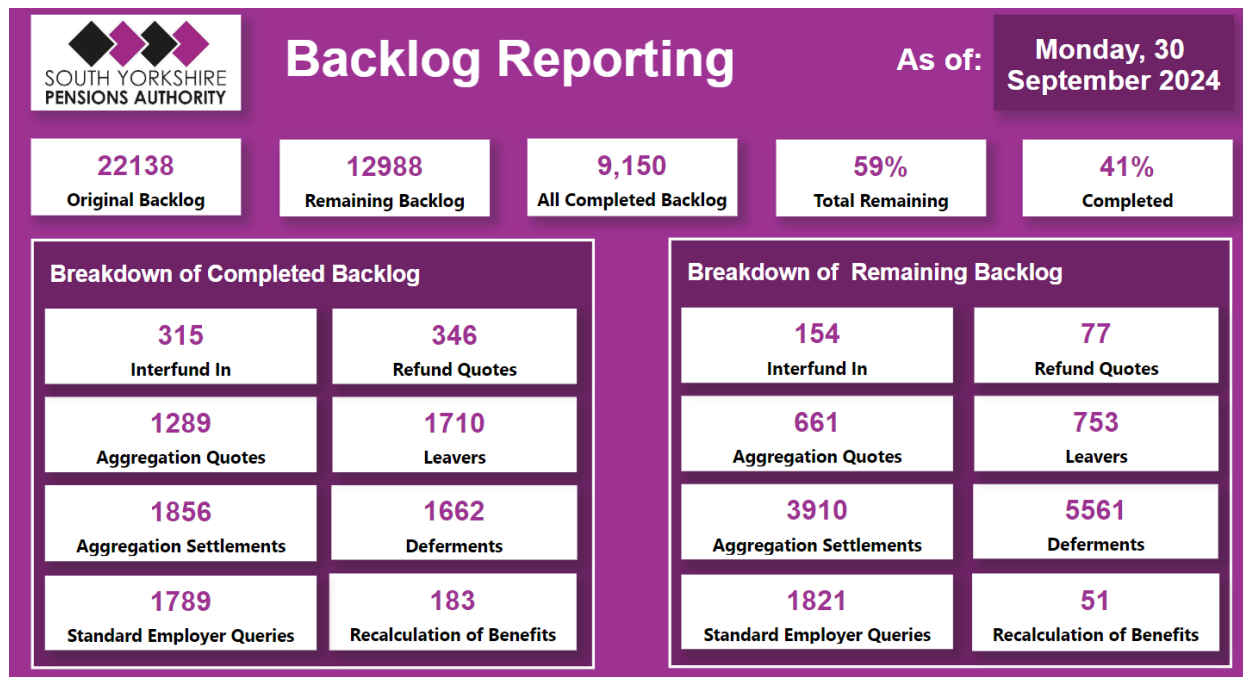 SOUTH YORKSHIRE
PENSIONS AUTHORITY
Backlog Reporting
As of:
Monday, 30
September 2024
22138
Original Backlog
12988
Remaining Backlog
9,150
All Completed Backlog
59%
Total Remaining
41%
Completed
Breakdown of Completed Backlog
315
Interfund In
346
Refund Quotes
1289
Aggregation Quotes
1710
Leavers
1856
Aggregation Settlements
1662
Deferments
1789
Standard Employer Queries
183
Recalculation of Benefits
Breakdown of  Remaining Backlog
154
Interfund In
77
Refund Quotes
661
Aggregation Quotes
753
Leavers
3910
Aggregation Settlements
5561
Deferments
1821
Standard Employer Queries
51
Recalculation of Benefits